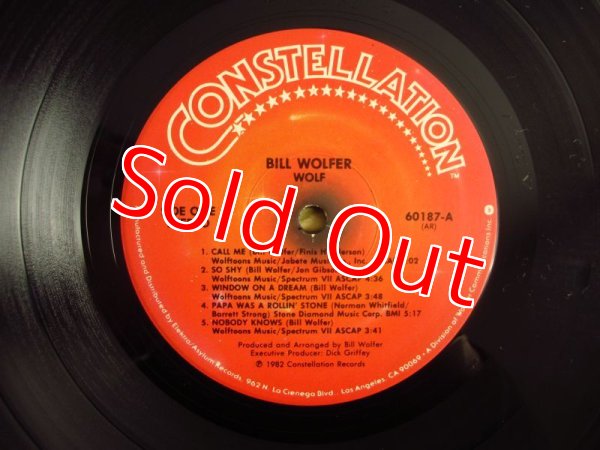 CONSTELLATION
TM
BILL WOLFER
WOLF
60187-A
(AR)
Sold Out
1. CALL ME (Wolfer/Finis
Wolftoons Music/Jobete Inc.
2. SO SHY (Bill Wolfer/Jon Gibson)
Wolftoons Music/Spectrum VII ASCAP 4:36
3. WINDOW ON A DREAM (Bill Wolfer)
Wolftoons Music/Spectrum VII ASCAP 3:48
4. PAPA WAS A ROLLIN' STONE (Norman Whitfield/
Barrett Strong) Stone Diamond Music Corp. BMI 5:17
5. NOBODY KNOWS (Bill Wolfer)
Wolftoons Music/Spectrum VII ASCAP 3:41
Produced and Arranged by Bill Wolfer
Executive Producer: Dick Griffey
℗ 1982 Constellation Records
Manufactured and Distributed by Elektra/Asylum Records, 962 N. La Cienega Blvd., Los Angeles, CA 90069 - A Division of Communications Inc.